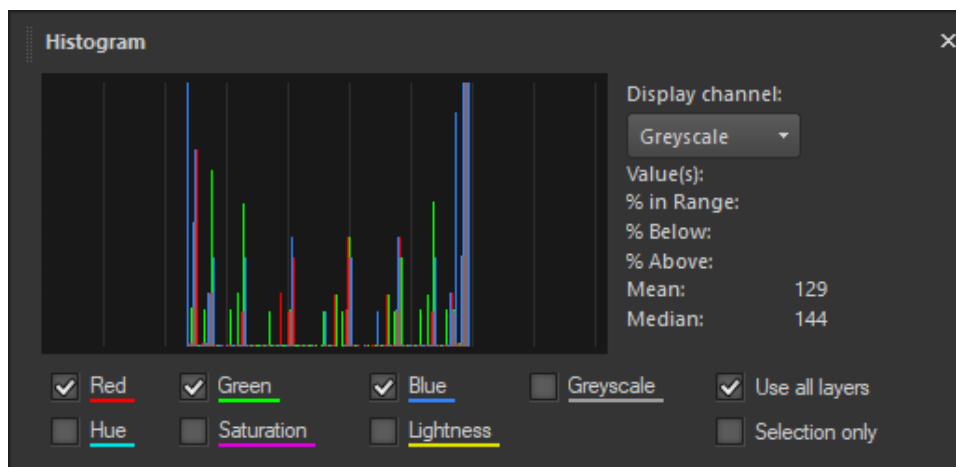 Histogram
Display channel:
Greyscale
Value(s):
% in Range:
% Below:
% Above:
Mean: 129
Median: 144
Red Green Blue Greyscale Use all layers
Hue Saturation Lightness Selection only